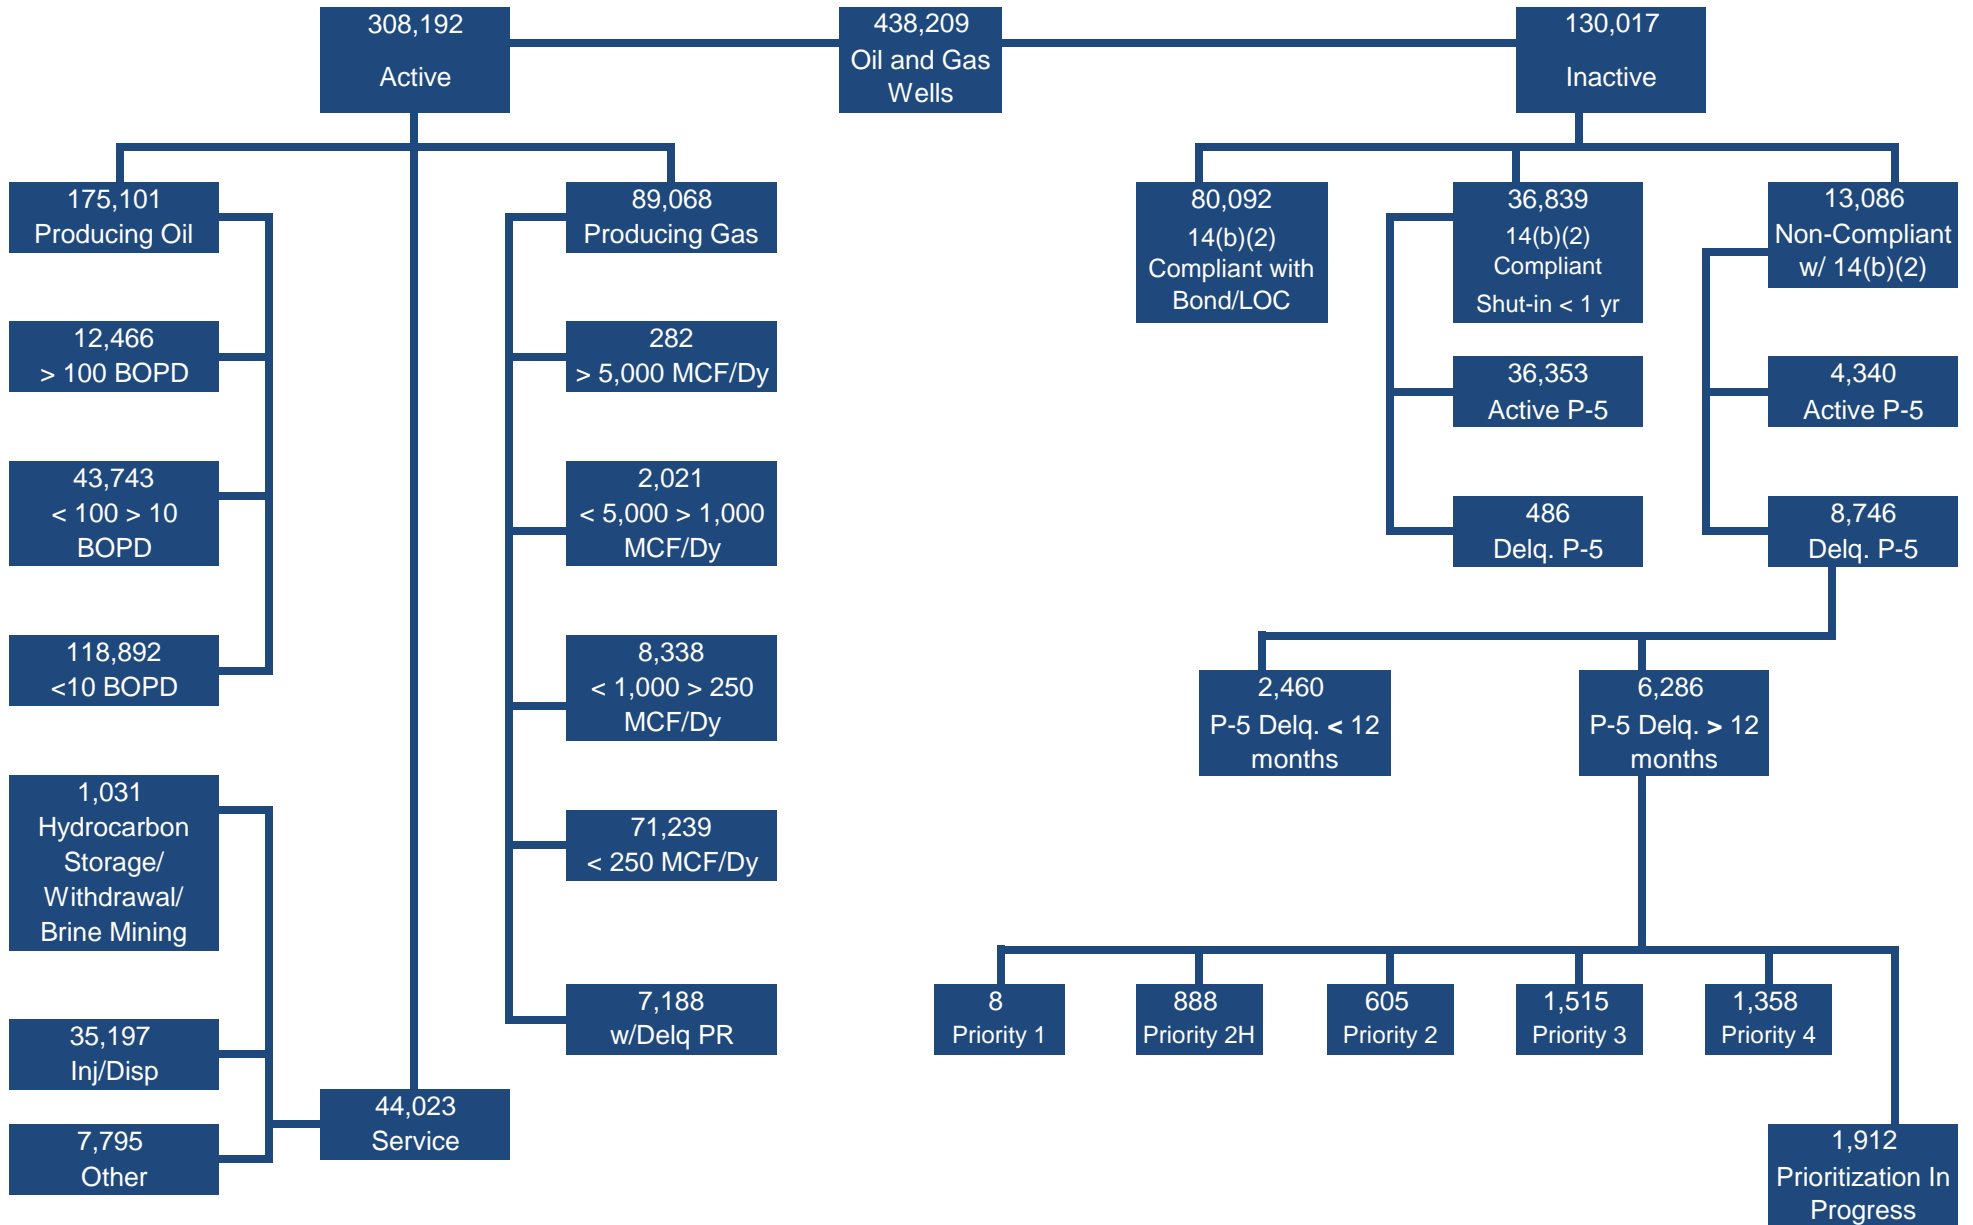 308,192
Active
438,209
Oil and Gas
Wells
130,017
Inactive
175,101
Producing Oil
12,466
> 100 BOPD
43,743
< 100 > 10
BOPD
118,892
<10 BOPD
1,031
Hydrocarbon
Storage/
Withdrawal/
Brine Mining
35,197
Inj/Disp
7,795
Other
44,023
Service
89,068
Producing Gas
282
> 5,000 MCF/Dy
2,021
< 5,000 > 1,000
MCF/Dy
8,338
< 1,000 > 250
MCF/Dy
71,239
< 250 MCF/Dy
7,188
w/Delq PR
80,092
14(b)(2)
Compliant with
Bond/LOC
36,839
14(b)(2)
Compliant
Shut-in < 1 yr
36,353
Active P-5
486
Delq. P-5
13,086
Non-Compliant
w/ 14(b)(2)
4,340
Active P-5
8,746
Delq. P-5
2,460
P-5 Delq. < 12
months
6,286
P-5 Delq. > 12
months
8
Priority 1
888
Priority 2H
605
Priority 2
1,515
Priority 3
1,358
Priority 4
1,912
Prioritization In
Progress